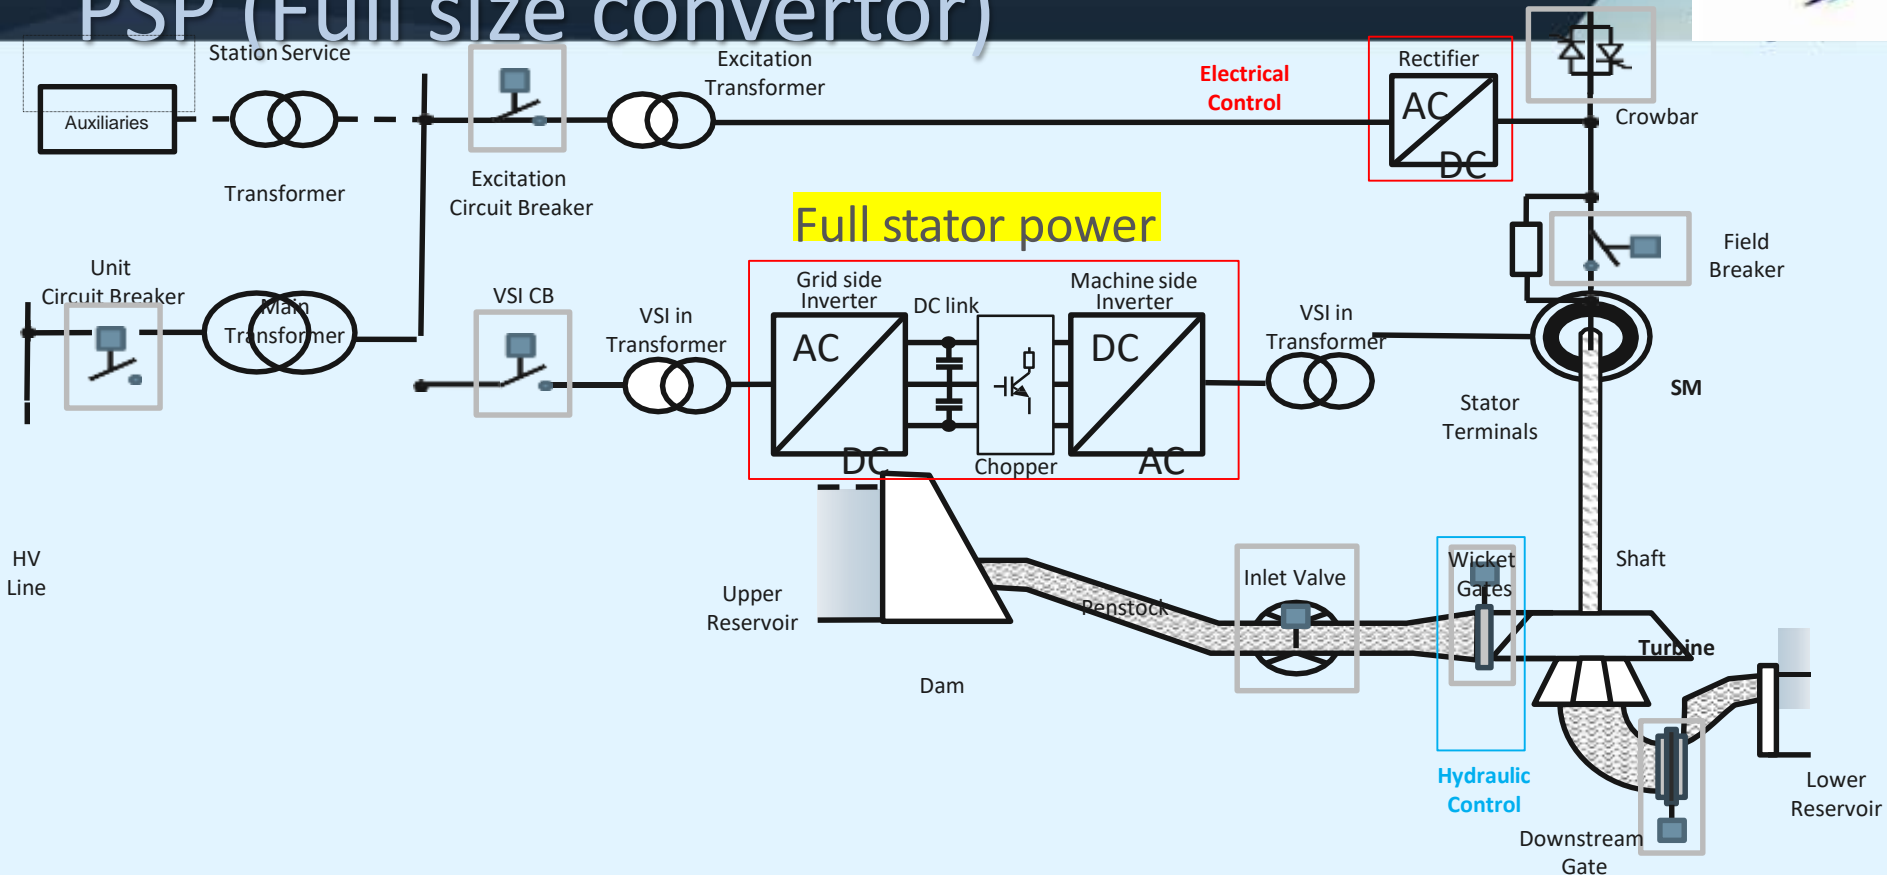 PSP (Full size convertor)
Station Service
Auxiliaries
Transformer
Excitation
Circuit Breaker
Excitation
Transformer
Electrical
Control
Rectifier
AC
DC
Crowbar
Full stator power
Field
Breaker
Unit
Circuit Breaker
Main
Transformer
VSI CB
VSI in
Transformer
Grid side
Inverter
AC
DC
DC link
Chopper
Machine side
Inverter
DC
AC
VSI in
Transformer
Stator
Terminals
SM
HV
Line
Upper
Reservoir
Dam
Penstock
Inlet Valve
Wicket
Gates
Shaft
Turbine
Hydraulic
Control
Downstream
Gate
Lower
Reservoir